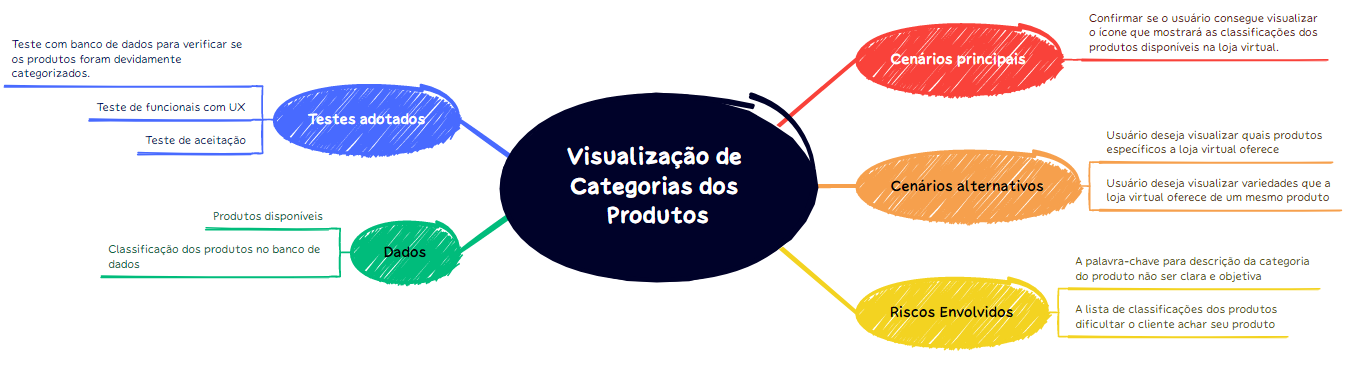 Visualização de
Categorias dos
Produtos
Cenários principais
Confirmar se o usuário consegue visualizar
o icone que mostrará as classificações dos
produtos disponíveis na loja virtual.
Cenários alternativos
Usuário deseja visualizar quais produtos
específicos a loja virtual oferece
Usuário deseja visualizar variedades que a
loja virtual oferece de um mesmo produto
Riscos Envolvidos
A palavra-chave para descrição da categoria
do produto não ser clara e objetiva
A lista de classificações dos produtos
dificultar o cliente achar seu produto
Testes adotados
Teste com banco de dados para verificar se
os produtos foram devidamente
categorizados.
Teste de funcionais com UX
Teste de aceitação
Dados
Produtos disponíveis
Classificação dos produtos no banco de
dados